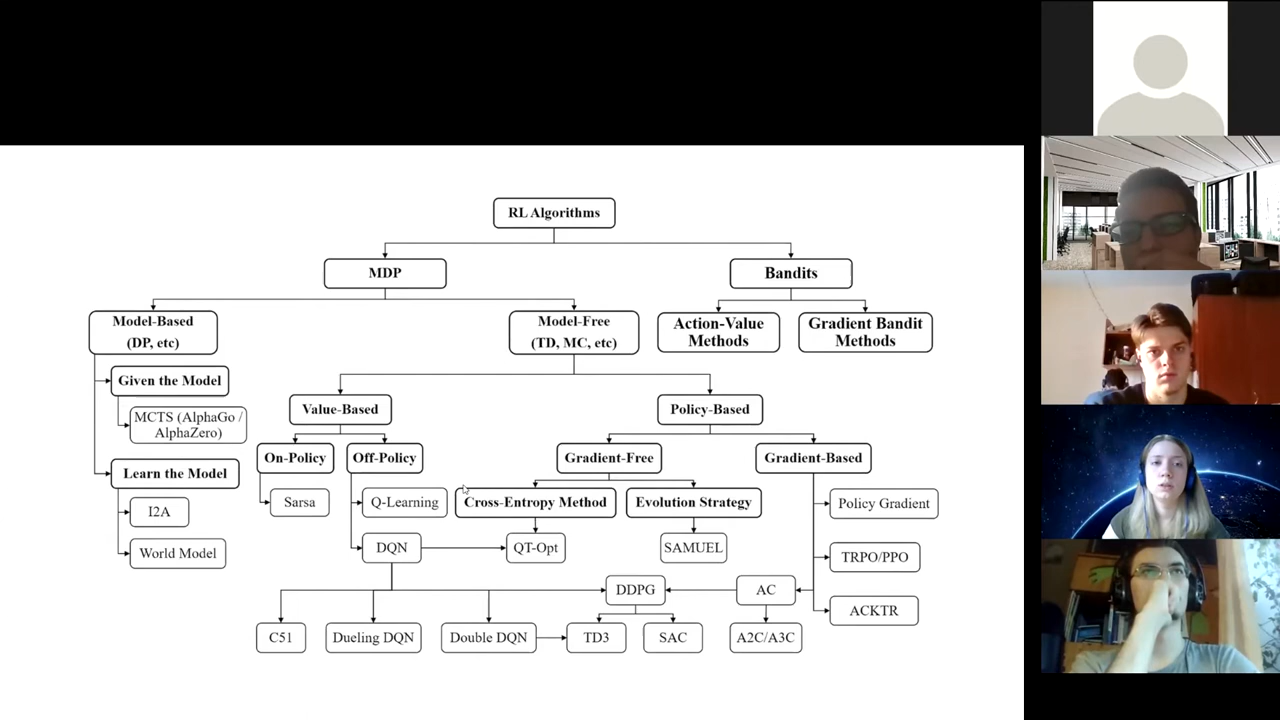 RL Algorithms
MDP
Bandits
Model-Based
(DP, etc)
Model-Free
(TD, MC, etc)
Action-Value
Methods
Gradient Bandit
Methods
Given the Model
MCTS (AlphaGo /
AlphaZero)
Learn the Model
I2A
World Model
Value-Based
Policy-Based
On-Policy
Off-Policy
Gradient-Free
Gradient-Based
Sarsa
Q-Learning
Cross-Entropy Method
Evolution Strategy
Policy Gradient
DQN
QT-Opt
SAMUEL
TRPO/PPO
DDPG
AC
ACKTR
C51
Dueling DQN
Double DQN
TD3
SAC
A2C/A3C